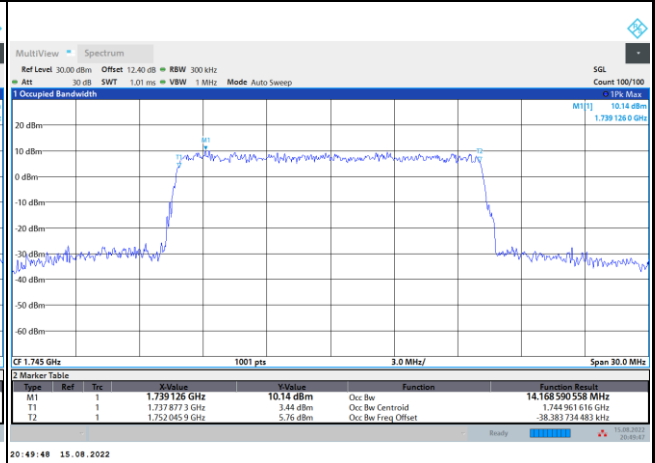 MultiView Spectrum
Ref Level 30.00 dBm Offset 12.40 dB RBW 300 kHz SGL
Att 30 dB SWT 1.01 ms VBW 1 MHz Mode Auto Sweep Count 100/100
1 Occupied Bandwidth 1Pk Max
M1[1] 10.14 dBm
1.739 126 0 GHz
20 dBm
M1
10 dBm
T1
T2
0 dBm
-10 dBm
-20 dBm
-30 dBm
-40 dBm
-50 dBm
-60 dBm
CF 1.745 GHz 1001 pts 3.0 MHz/ Span 30.0 MHz
2 Marker Table
Type Ref Trc X-Value Y-Value Function Function Result
M1 1 1.739 126 GHz 10.14 dBm Occ Bw 14.168 590 558 MHz
T1 1 1.737 877 3 GHz 3.44 dBm Occ Bw Centroid 1.744 961 616 GHz
T2 1 1.752 045 9 GHz 5.76 dBm Occ Bw Freq Offset -38.383 734 483 kHz
Ready 15.08.2022
20:49:47
20:49:48 15.08.2022